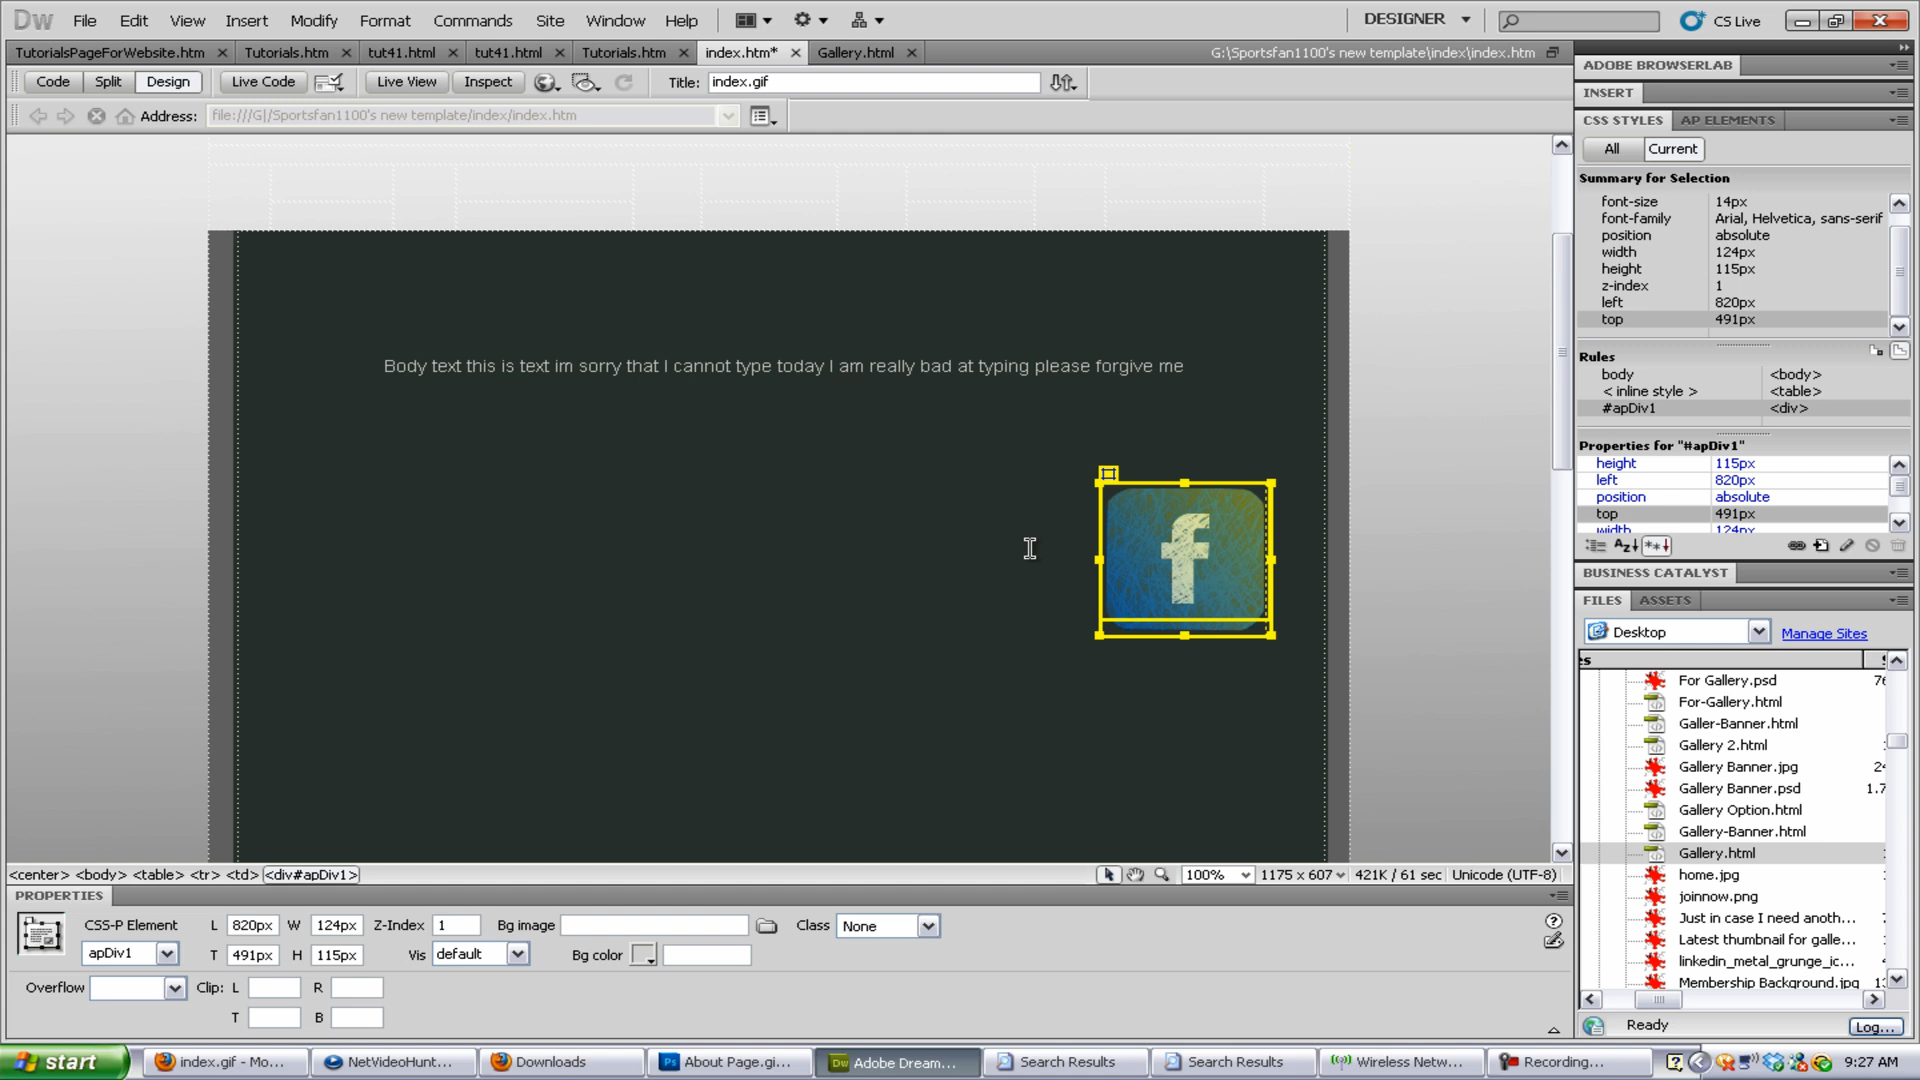 Dw File Edit View Insert Modify Format Commands Site Window Help DESIGNER CS Live
TutorialsPageForWebsite.htm Tutorials.htm tut41.html tut41.html Tutorials.htm index.htm* Gallery.html G:\Sportsfan1100's new template\index\index.htm
Code Split Design Live Code Live View Inspect Title: index.gif
Address: file:///G|/Sportsfan1100's new template/index/index.htm
Body text this is text im sorry that I cannot type today I am really bad at typing please forgive me
f
<center> <body> <table> <tr> <td> <div#apDiv1> 100% 1175 x 607 421K / 61 sec Unicode (UTF-8)
PROPERTIES
CSS-P Element L 820px W 124px Z-Index 1 Bg image Class None
apDiv1 T 491px H 115px Vis default Bg color
Overflow Clip: L R
T B
ADOBE BROWSERLAB
INSERT
CSS STYLES AP ELEMENTS
All Current
Summary for Selection
font-size 14px
font-family Arial, Helvetica, sans-serif
position absolute
width 124px
height 115px
z-index 1
left 820px
top 491px
Rules
body <body>
< inline style > <table>
#apDiv1 <div>
Properties for "#apDiv1"
height 115px
left 820px
position absolute
top 491px
width 124px
BUSINESS CATALYST
FILES ASSETS
Desktop Manage Sites
For Gallery.psd
For-Gallery.html
Galler-Banner.html
Gallery 2.html
Gallery Banner.jpg
Gallery Banner.psd
Gallery Option.html
Gallery-Banner.html
Gallery.html
home.jpg
joinnow.png
Just in case I need anoth...
Latest thumbnail for galle...
linkedin_metal_grunge_ic...
Membership Background.jpg
Ready Log...
start index.gif - Mo... NetVideoHunt... Downloads About Page.gi... Adobe Dream... Search Results Search Results Wireless Netw... Recording... 9:27 AM